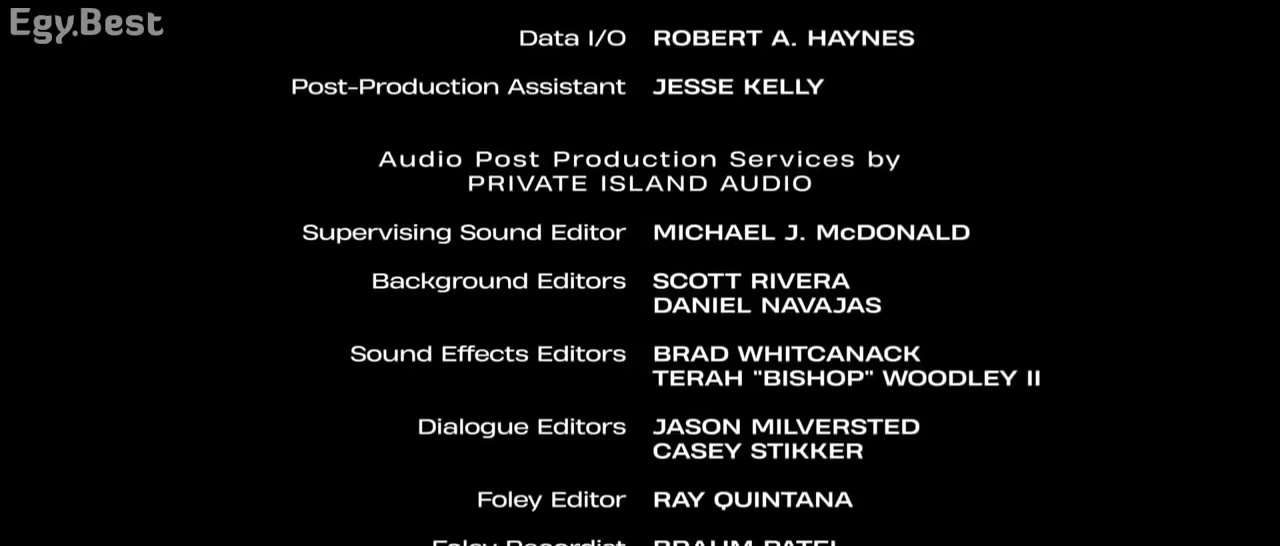 Egy.Best
Data I/O ROBERT A. HAYNES
Post-Production Assistant JESSE KELLY
Audio Post Production Services by
PRIVATE ISLAND AUDIO
Supervising Sound Editor MICHAEL J. McDONALD
Background Editors SCOTT RIVERA
DANIEL NAVAJAS
Sound Effects Editors BRAD WHITCANACK
TERAH "BISHOP" WOODLEY II
Dialogue Editors JASON MILVERSTED
CASEY STIKKER
Foley Editor RAY QUINTANA
Foley Recordist